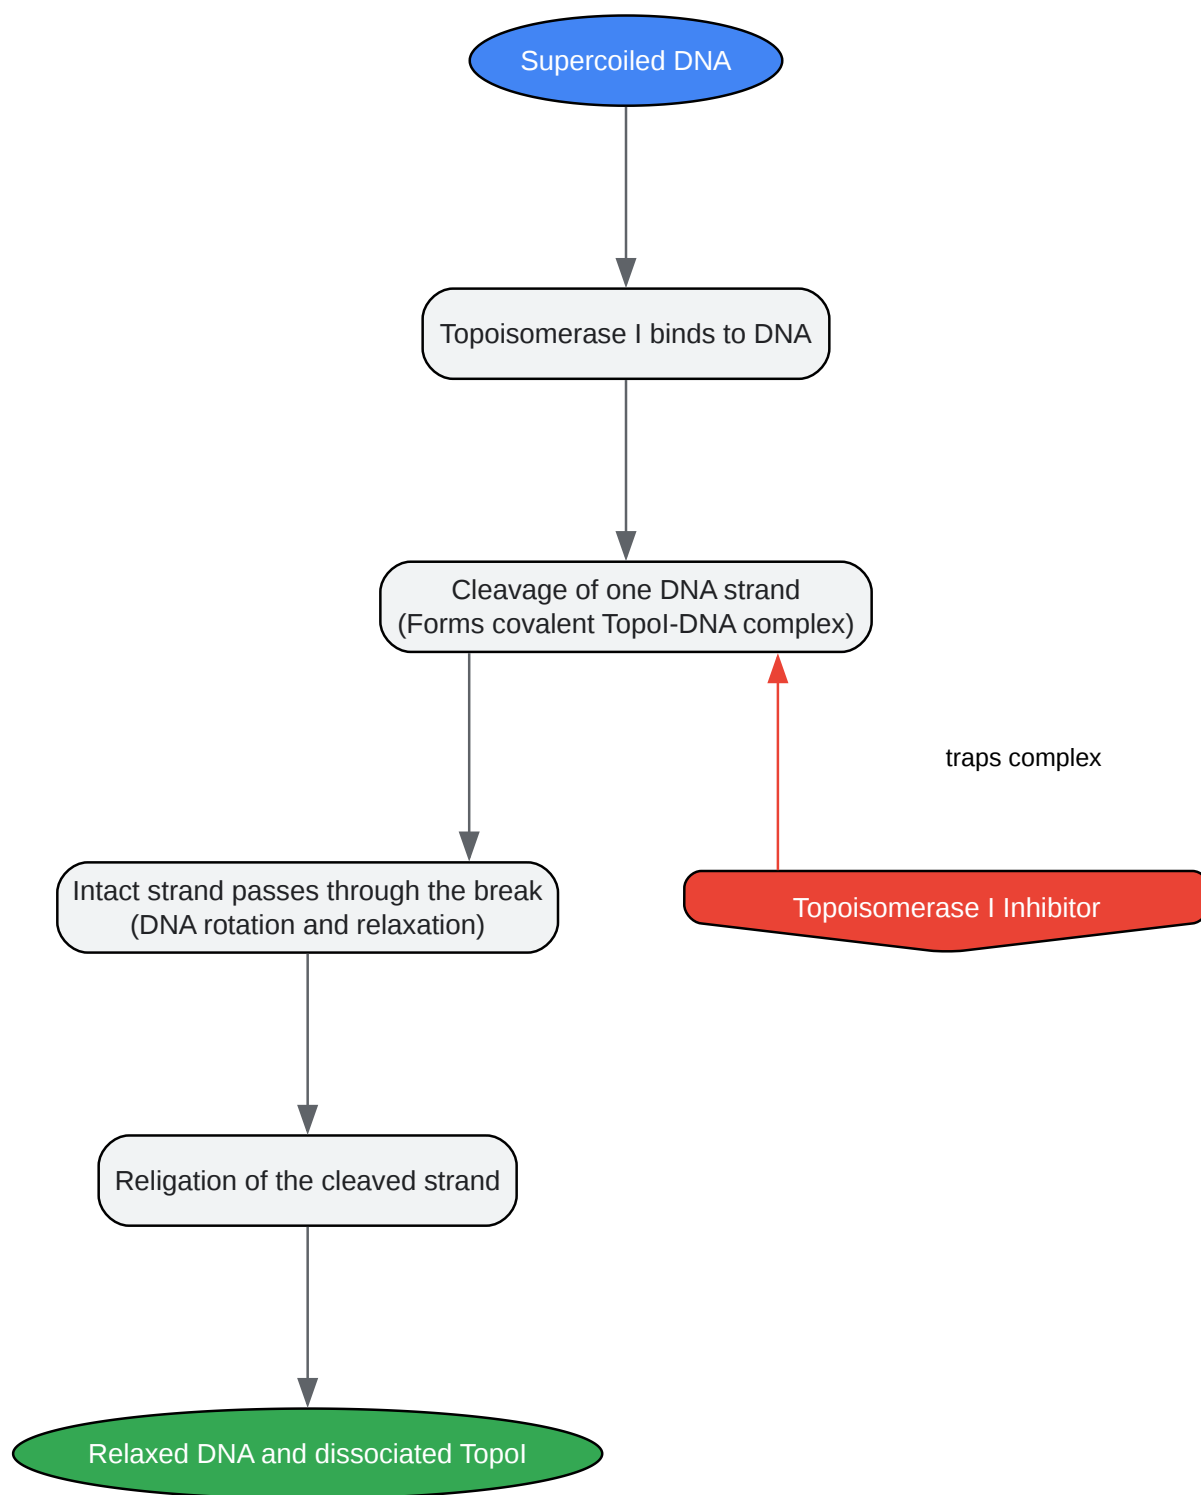 Supercoiled DNA
Topoisomerase I binds to DNA
Cleavage of one DNA strand
(Forms covalent TopoI-DNA complex)
traps complex
Intact strand passes through the break
(DNA rotation and relaxation)
Topoisomerase I Inhibitor
Religation of the cleaved strand
Relaxed DNA and dissociated TopoI